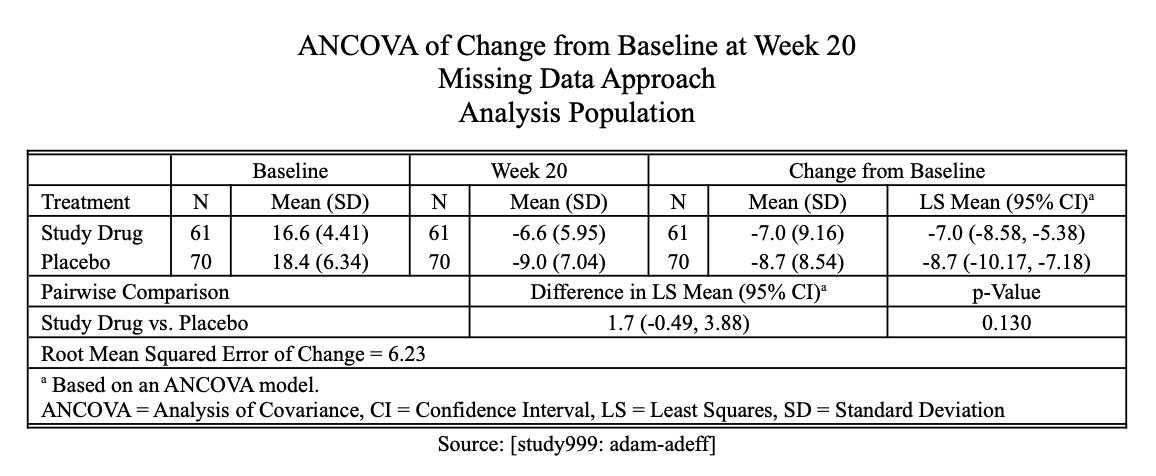 ANCOVA of Change from Baseline at Week 20
Missing Data Approach
Analysis Population
Baseline Week 20 Change from Baseline
Treatment N Mean (SD) N Mean (SD) N Mean (SD) LS Mean (95% CI)ᵃ
Study Drug 61 16.6 (4.41) 61 -6.6 (5.95) 61 -7.0 (9.16) -7.0 (-8.58, -5.38)
Placebo 70 18.4 (6.34) 70 -9.0 (7.04) 70 -8.7 (8.54) -8.7 (-10.17, -7.18)
Pairwise Comparison Difference in LS Mean (95% CI)ᵃ p-Value
Study Drug vs. Placebo 1.7 (-0.49, 3.88) 0.130
Root Mean Squared Error of Change = 6.23
ᵃ Based on an ANCOVA model.
ANCOVA = Analysis of Covariance, CI = Confidence Interval, LS = Least Squares, SD = Standard Deviation
Source: [study999: adam-adeff]